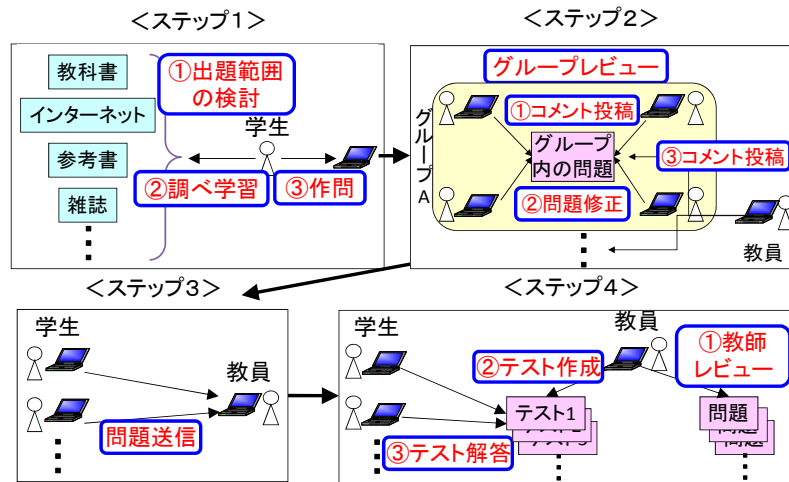 <ステップ1>
①出題範囲
の検討
教科書
インターネット
参考書
雑誌
学生
②調べ学習
③作問
<ステップ2>
グループレビュー
グループA
①コメント投稿
グループ
内の問題
③コメント投稿
②問題修正
教員
<ステップ3>
学生
教員
問題送信
<ステップ4>
学生
教員
①教師
レビュー
②テスト作成
テスト1
問題
③テスト解答